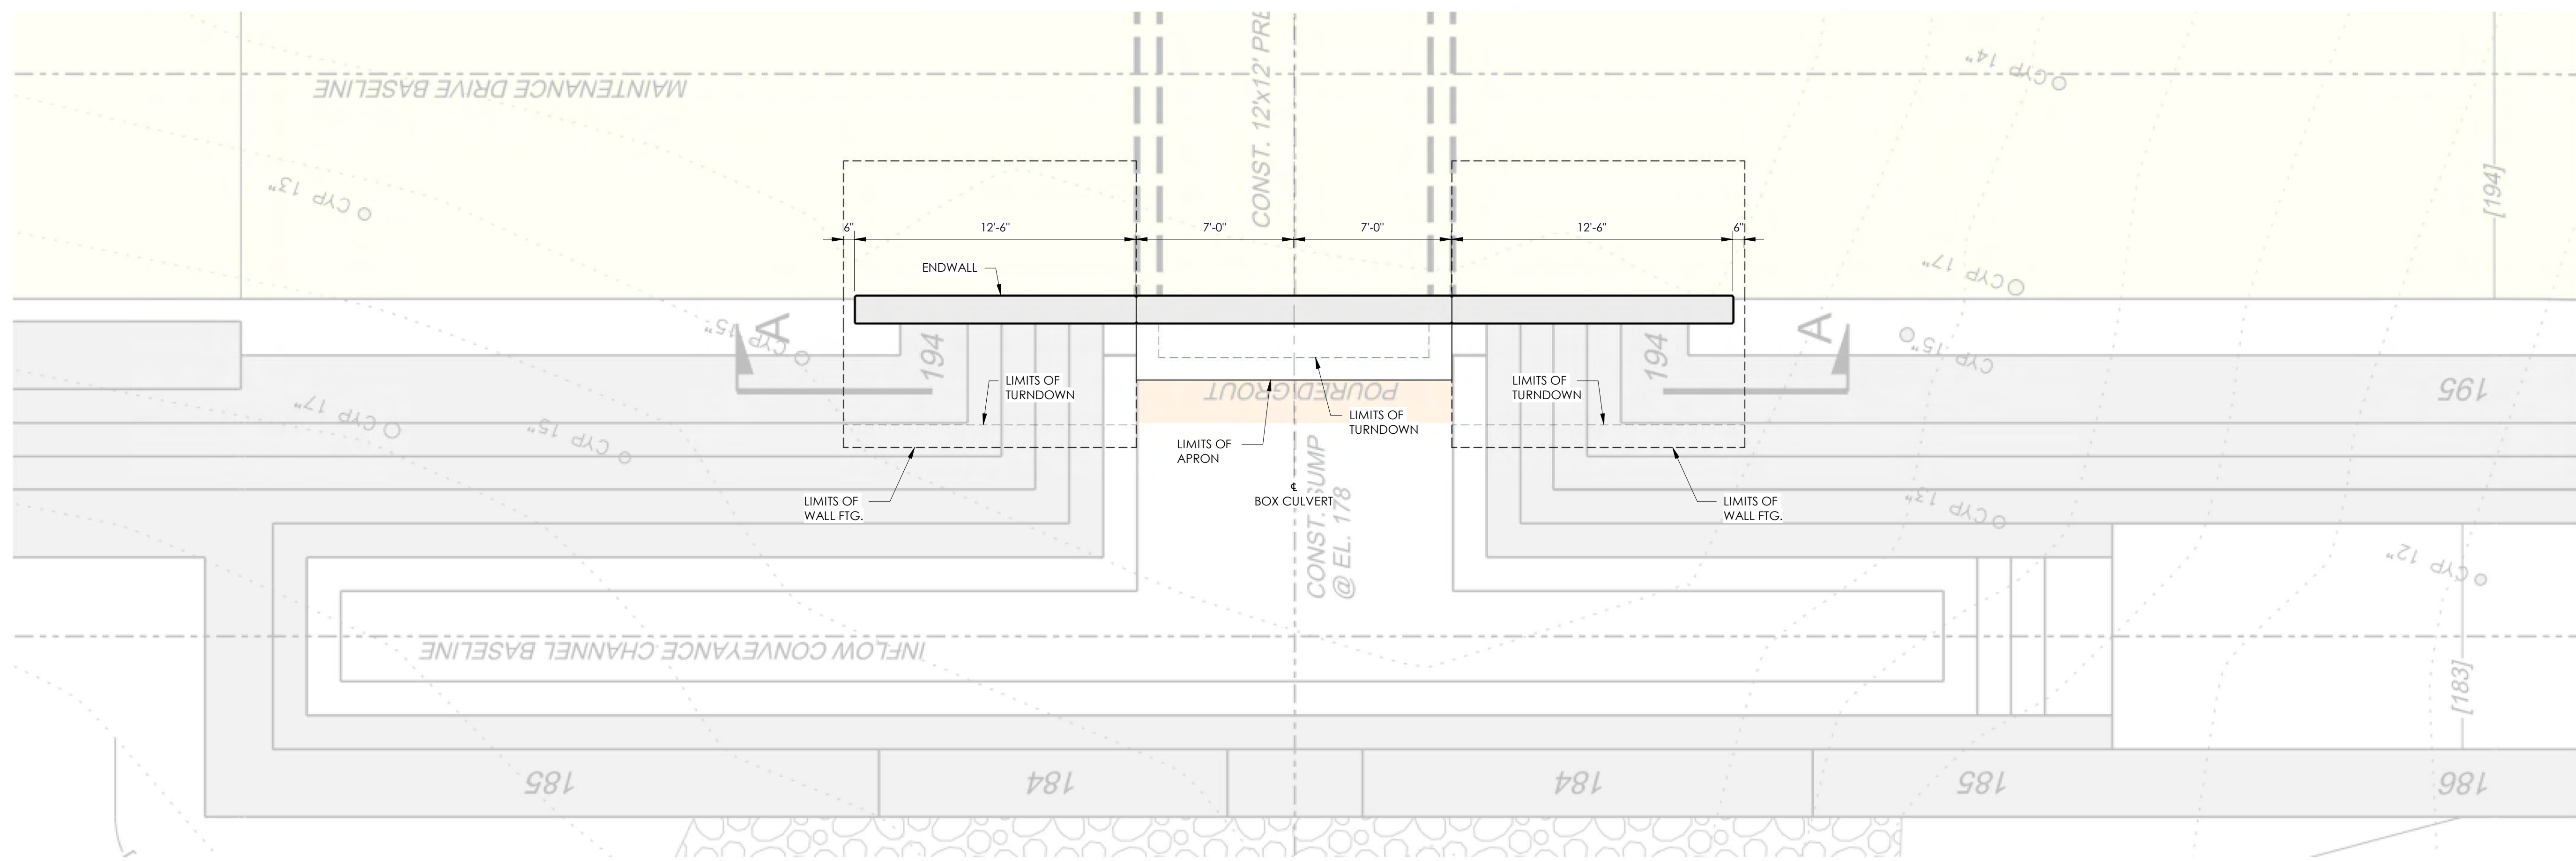 CONST. 12'x12' PRE
CYP 14"
MAINTENANCE DRIVE BASELINE
CYP 13"
[194]
6"
12'-6"
7'-0"
7'-0"
12'-6"
6"
ENDWALL
CYP 17"
CYP 15"
A
194
194
A
CYP 15"
LIMITS OF
TURNDOWN
POURED GROUT
LIMITS OF
TURNDOWN
195
CYP 17"
CYP 15"
LIMITS OF
TURNDOWN
LIMITS OF
APRON
LIMITS OF
WALL FTG.
℄
BOX CULVERT
CONST. SUMP
@ EL. 178
LIMITS OF
WALL FTG.
CYP 13"
CYP 12"
INFLOW CONVEYANCE CHANNEL BASELINE
[183]
185
184
184
185
186